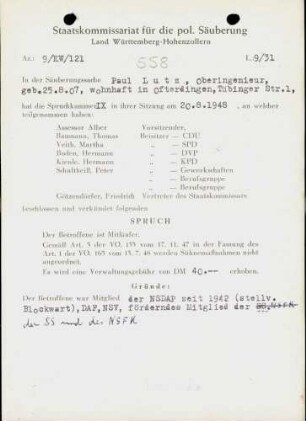 Staatskommissariat für die pol. Säuberung
Land Württemberg-Hohenzollern
Az.: 9/KW/121
L.9/31
658
In der Säuberungssache Paul Lutz, Oberingenieur,
geb.25.8.07, wohnhaft in Ofterdingen, Tübinger Str.1,
hat die Spruchkammer IX in ihrer Sitzung am 20.8.1948 , an welcher
teilgenommen haben:
Assessor Alber Vorsitzender,
Baumann, Thomas Beisitzer — CDU
Veith, Martha „ — SPD
Boden, Hermann „ — DVP
Kienle, Hermann „ — KPD
Schaltterll, Peter „ — Gewerkschaften
„ — Berufsgruppe
„ — Berufsgruppe
Götzendörfer, Friedrich Vertreter des Staatskommissars
beschlossen und verkündet folgenden
SPRUCH
Der Betroffene ist Mitläufer.
Gemäß Art. 5 der VO. 155 vom 17. 11. 47 in der Fassung des
Art. 1 der VO. 165 vom 15. 7. 48 werden Sühnemaßnahmen nicht
angeordnet.
Es wird eine Verwaltungsgebühr von DM 40.-- erhoben.
Gründe:
Der Betroffene war Mitglied der NSDAP seit 1942 (stellv.
Blockwart), DAF, NSV, förderndes Mitglied der
der SS und des NSFK